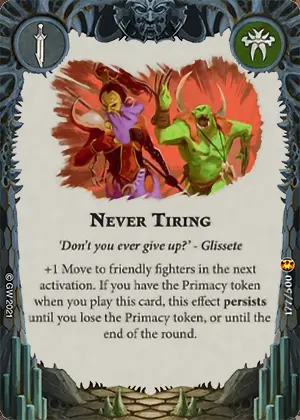 NEVER TIRING
'Don't you ever give up?' - Glissete
+1 Move to friendly fighters in the next
activation. If you have the Primacy token
when you play this card, this effect persists
until you lose the Primacy token, or until the
end of the round.
© GW 2021
177/500